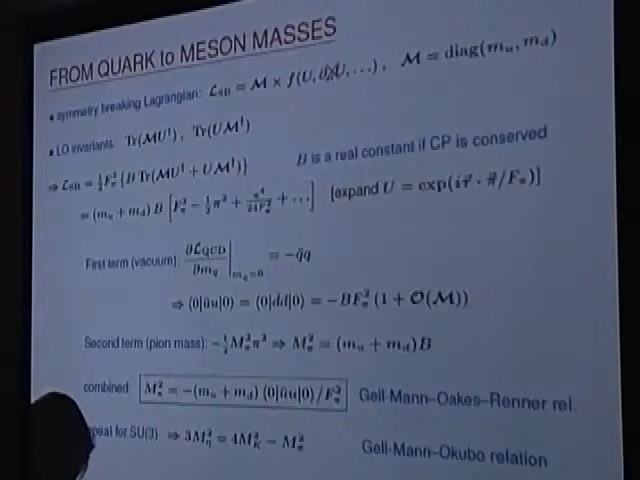 FROM QUARK to MESON MASSES
• symmetry breaking Lagrangian: ℒ_SB = ℳ × f(U, ∂U, …) , ℳ = diag(m_u, m_d)
• LO invariants Tr(ℳU†) , Tr(Uℳ†)
⇒ ℒ_SB = ½F_π² {B Tr(ℳU† + Uℳ†)} B is a real constant if CP is conserved
= (m_u + m_d) B [F_π² − ½π² + π⁴/24F_π² + …] [expand U = exp(iτ⃗ · π⃗/F_π)]
First term (vacuum): ∂ℒ_QCD/∂m_q |_{m_q=0} = −q̄q
⇒ ⟨0|ūu|0⟩ = ⟨0|d̄d|0⟩ = −BF_π² (1 + 𝒪(ℳ))
Second term (pion mass): −½M_π²π² ⇒ M_π² = (m_u + m_d)B
combined: M_π² = −(m_u + m_d) ⟨0|ūu|0⟩/F_π² Gell-Mann–Oakes–Renner rel.
for SU(3) ⇒ 3M_η² = 4M_K² − M_π² Gell-Mann–Okubo relation